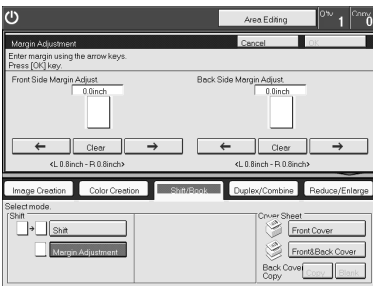 Area Editing
Qty. 1 Copy 0
Margin Adjustment Cancel OK
Enter margin using the arrow keys.
Press [OK] key.
Front Side Margin Adjust. Back Side Margin Adjust.
0.0inch 0.0inch
← Clear → ← Clear →
<L 0.8inch - R 0.8inch> <L 0.8inch - R 0.8inch>
Image Creation Color Creation Shift/Book Duplex/Combine Reduce/Enlarge
Select mode.
Shift Cover Sheet
Shift Front Cover
Margin Adjustment Front&Back Cover
Back Cover Copy Blank
Copy